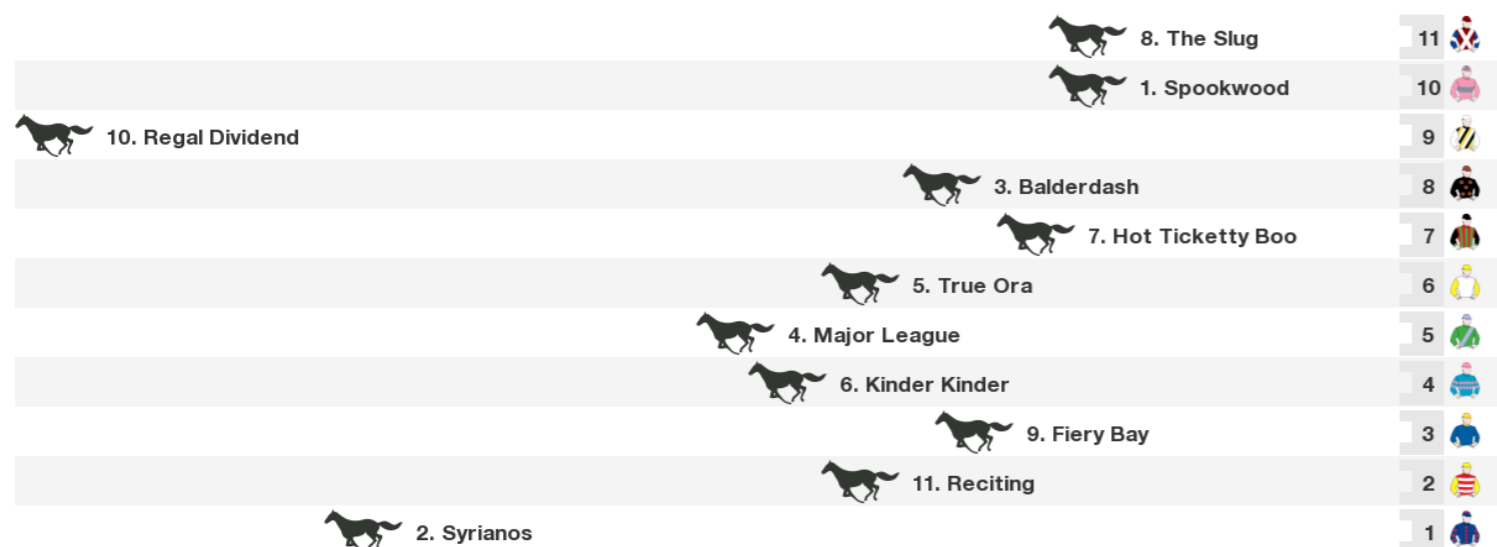 8. The Slug 11
1. Spookwood 10
10. Regal Dividend 9
3. Balderdash 8
7. Hot Ticketty Boo 7
5. True Ora 6
4. Major League 5
6. Kinder Kinder 4
9. Fiery Bay 3
11. Reciting 2
2. Syrianos 1